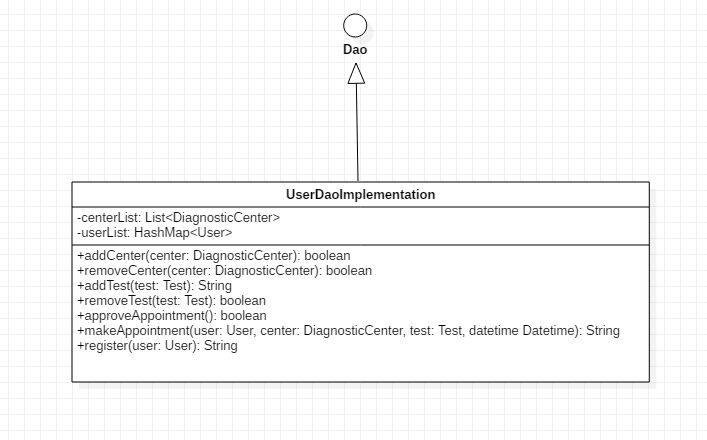 Dao
UserDaoImplementation
-centerList: List<DiagnosticCenter>
-userList: HashMap<User>
+addCenter(center: DiagnosticCenter): boolean
+removeCenter(center: DiagnosticCenter): boolean
+addTest(test: Test): String
+removeTest(test: Test): boolean
+approveAppointment(): boolean
+makeAppointment(user: User, center: DiagnosticCenter, test: Test, datetime Datetime): String
+register(user: User): String